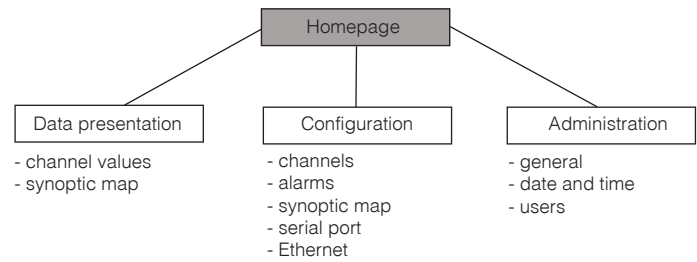 Homepage
Data presentation
- channel values
- synoptic map
Configuration
- channels
- alarms
- synoptic map
- serial port
- Ethernet
Administration
- general
- date and time
- users